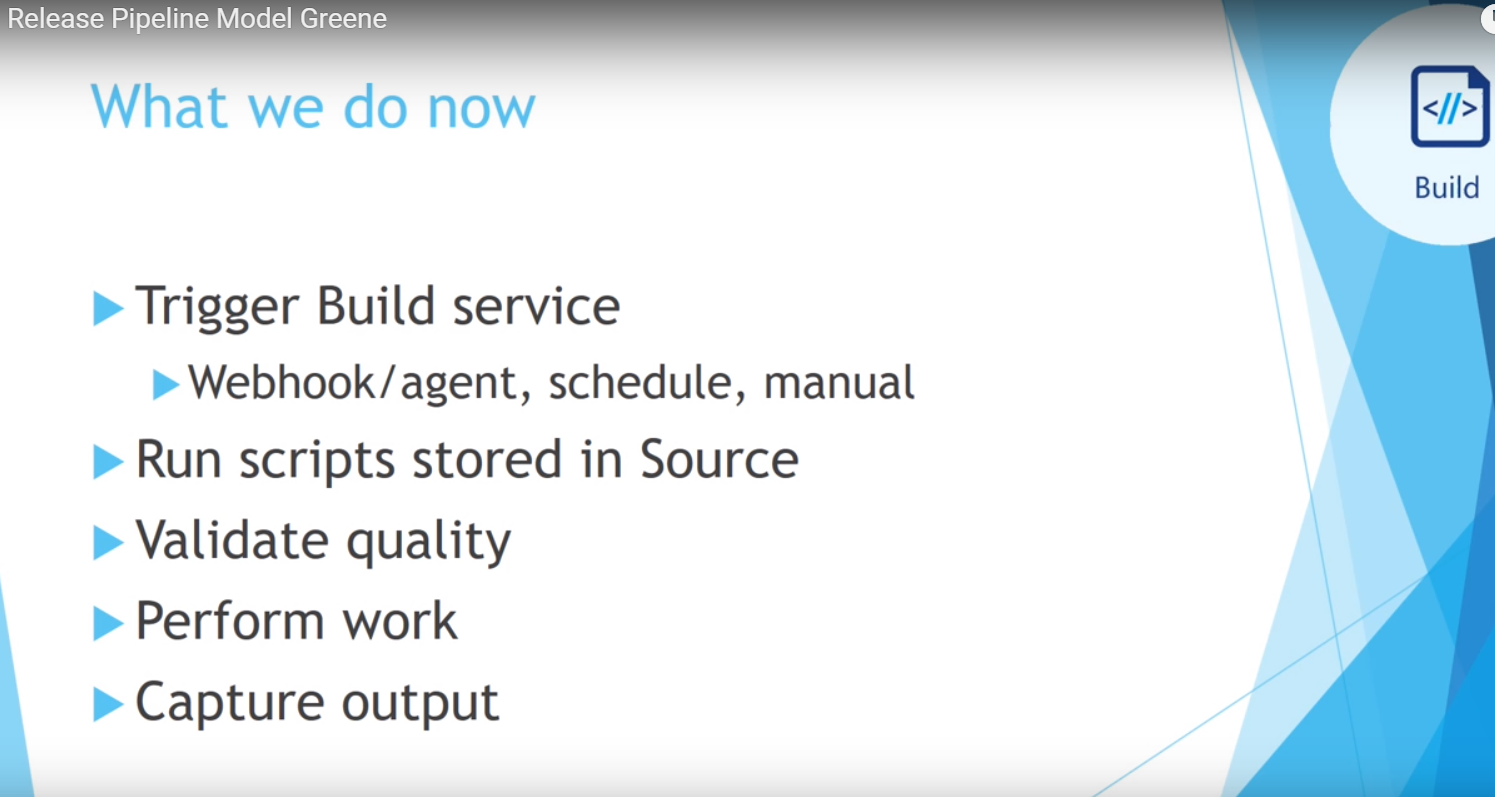 Release Pipeline Model Greene
What we do now
</>
Build
Trigger Build service
Webhook/agent, schedule, manual
Run scripts stored in Source
Validate quality
Perform work
Capture output